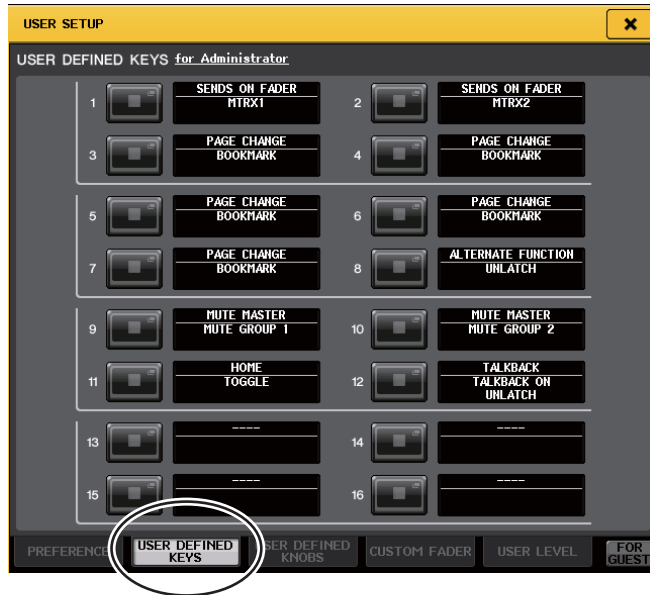 USER SETUP
USER DEFINED KEYS for Administrator
1 SENDS ON FADER
MTRX1
2 SENDS ON FADER
MTRX2
3 PAGE CHANGE
BOOKMARK
4 PAGE CHANGE
BOOKMARK
5 PAGE CHANGE
BOOKMARK
6 PAGE CHANGE
BOOKMARK
7 PAGE CHANGE
BOOKMARK
8 ALTERNATE FUNCTION
UNLATCH
9 MUTE MASTER
MUTE GROUP 1
10 MUTE MASTER
MUTE GROUP 2
11 HOME
TOGGLE
12 TALKBACK
TALKBACK ON
UNLATCH
13 ----
14 ----
15 ----
16 ----
PREFERENCE
USER DEFINED
KEYS
SER DEFINED
KNOBS
CUSTOM FADER
USER LEVEL
FOR
GUEST